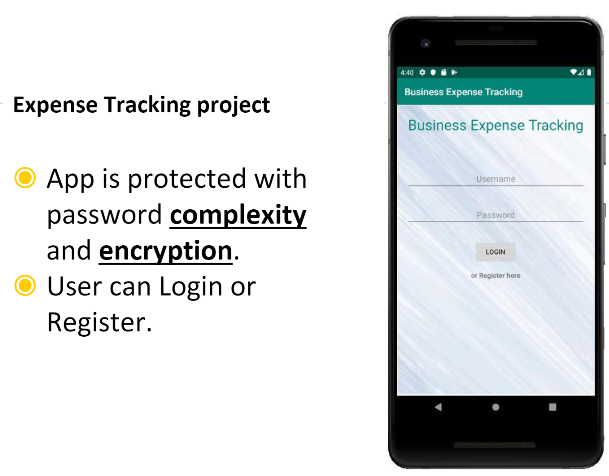 Expense Tracking project
App is protected with
password complexity
and encryption.
User can Login or
Register.
4:40
Business Expense Tracking
Business Expense Tracking
Username
Password
LOGIN
or Register here